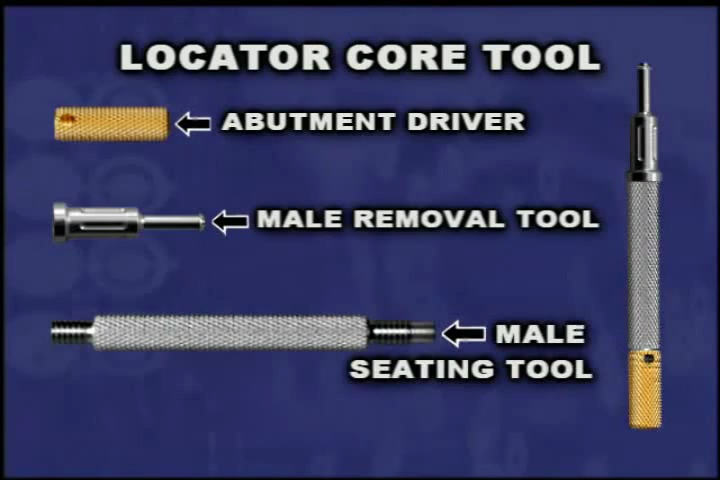 LOCATOR CORE TOOL
ABUTMENT DRIVER
MALE REMOVAL TOOL
MALE
SEATING TOOL